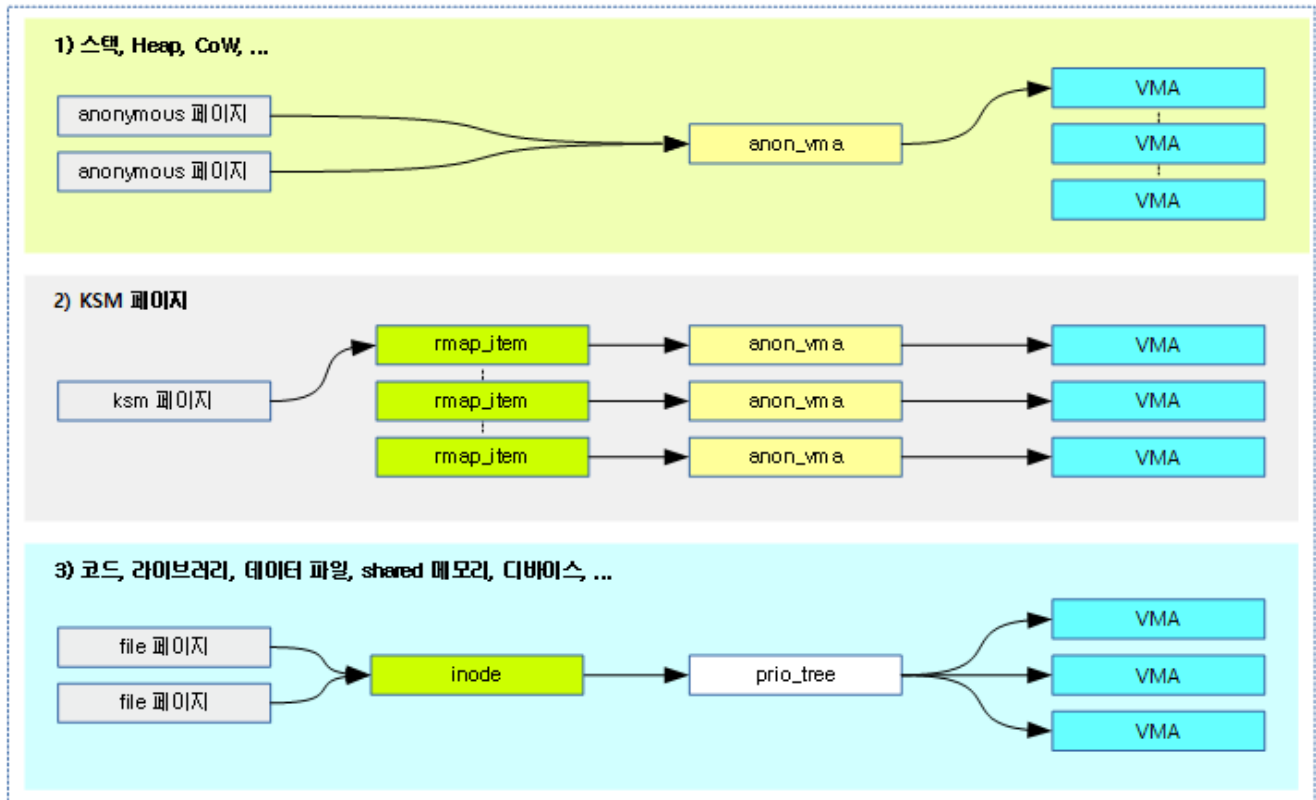 1) 스택, Heap, CoW, ...
anonymous 페이지
anonymous 페이지
anon_vma
VMA
VMA
VMA
2) KSM 페이지
ksm 페이지
rmap_item
anon_vma
VMA
rmap_item
anon_vma
VMA
rmap_item
anon_vma
VMA
3) 코드, 라이브러리, 데이터 파일, shared 메모리, 디바이스, ...
file 페이지
file 페이지
inode
prio_tree
VMA
VMA
VMA